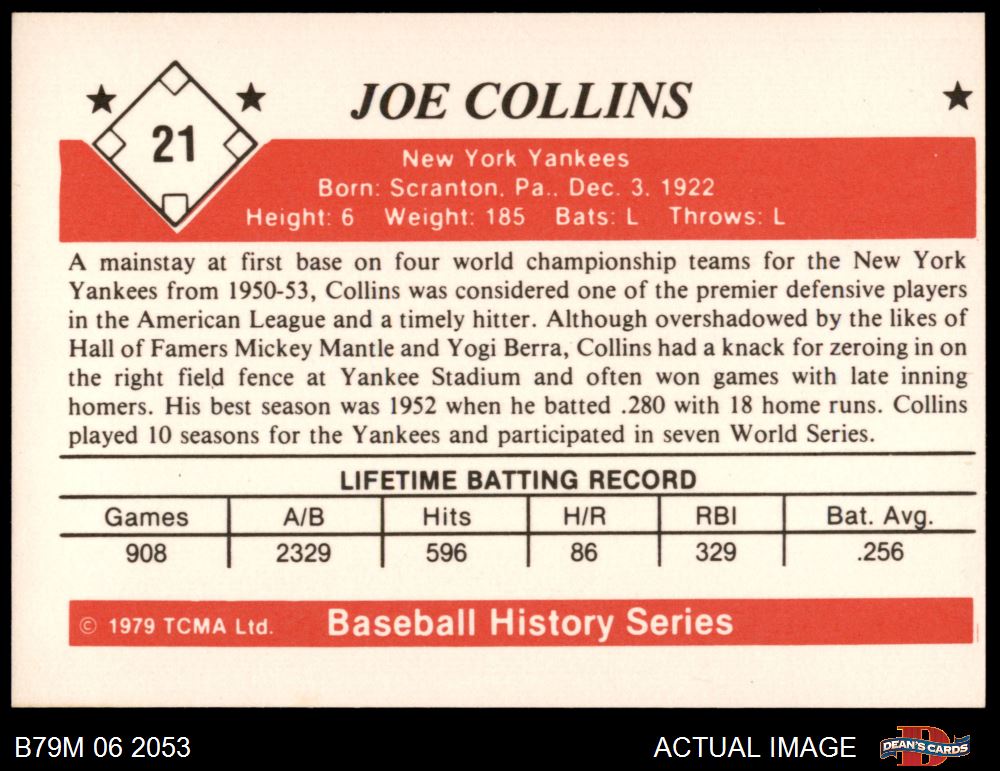 21
JOE COLLINS
New York Yankees
Born: Scranton, Pa., Dec. 3, 1922
Height: 6 Weight: 185 Bats: L Throws: L
A mainstay at first base on four world championship teams for the New York
Yankees from 1950-53, Collins was considered one of the premier defensive players
in the American League and a timely hitter. Although overshadowed by the likes of
Hall of Famers Mickey Mantle and Yogi Berra, Collins had a knack for zeroing in on
the right field fence at Yankee Stadium and often won games with late inning
homers. His best season was 1952 when he batted .280 with 18 home runs. Collins
played 10 seasons for the Yankees and participated in seven World Series.
LIFETIME BATTING RECORD
Games A/B Hits H/R RBI Bat. Avg.
908 2329 596 86 329 .256
© 1979 TCMA Ltd. Baseball History Series
B79M 06 2053 ACTUAL IMAGE DEAN'S CARDS